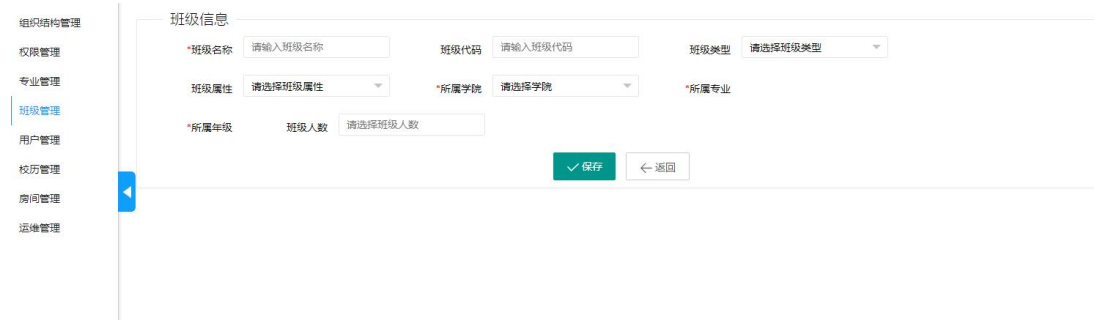 组织结构管理
权限管理
专业管理
班级管理
用户管理
校历管理
房间管理
运维管理
班级信息
*班级名称 请输入班级名称 班级代码 请输入班级代码 班级类型 请选择班级类型
班级属性 请选择班级属性 *所属学院 请选择学院 *所属专业
*所属年级 班级人数 请选择班级人数
保存 返回